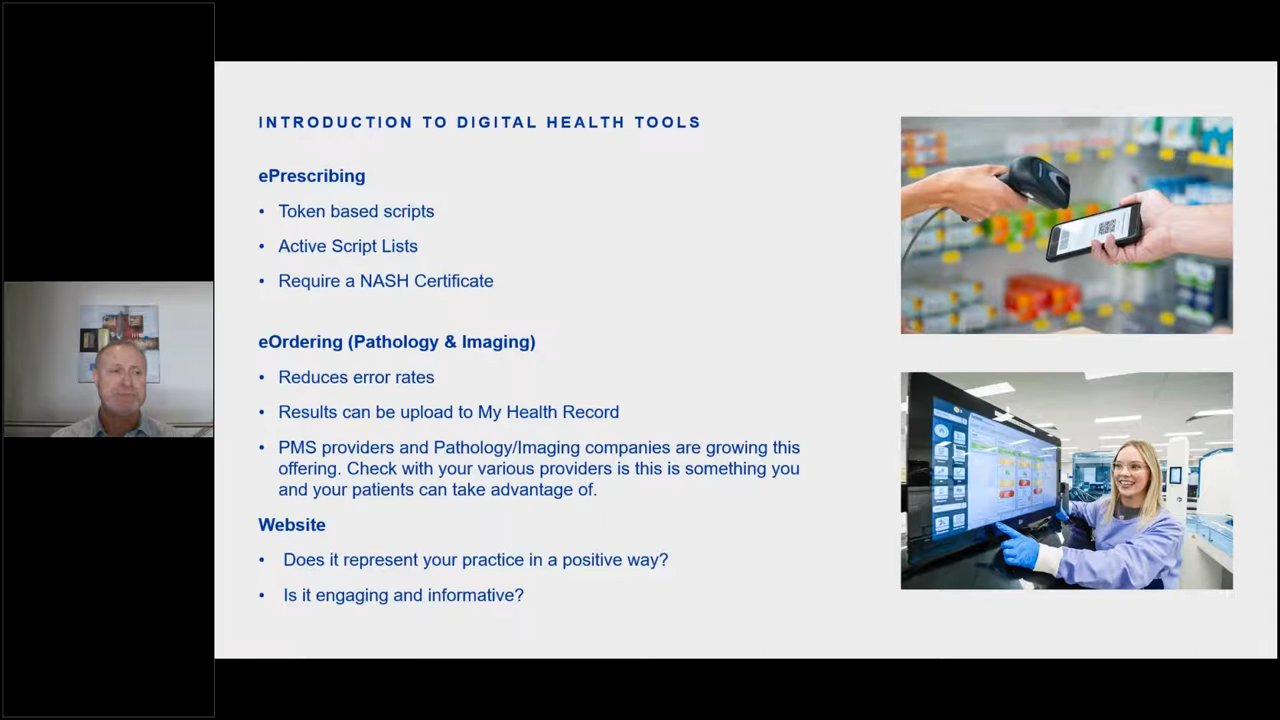 INTRODUCTION TO DIGITAL HEALTH TOOLS
ePrescribing
• Token based scripts
• Active Script Lists
• Require a NASH Certificate
eOrdering (Pathology & Imaging)
• Reduces error rates
• Results can be upload to My Health Record
• PMS providers and Pathology/Imaging companies are growing this
offering. Check with your various providers is this is something you
and your patients can take advantage of.
Website
• Does it represent your practice in a positive way?
• Is it engaging and informative?